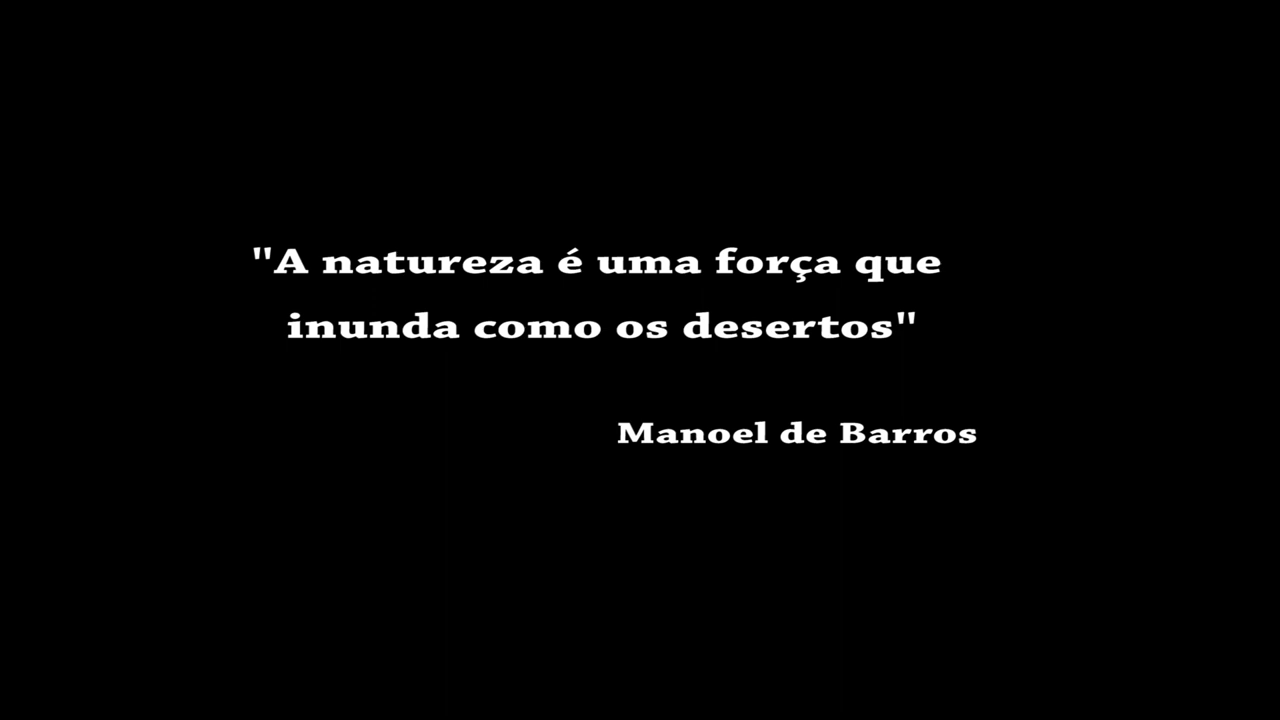 "A natureza é uma força que
inunda como os desertos"
Manoel de Barros